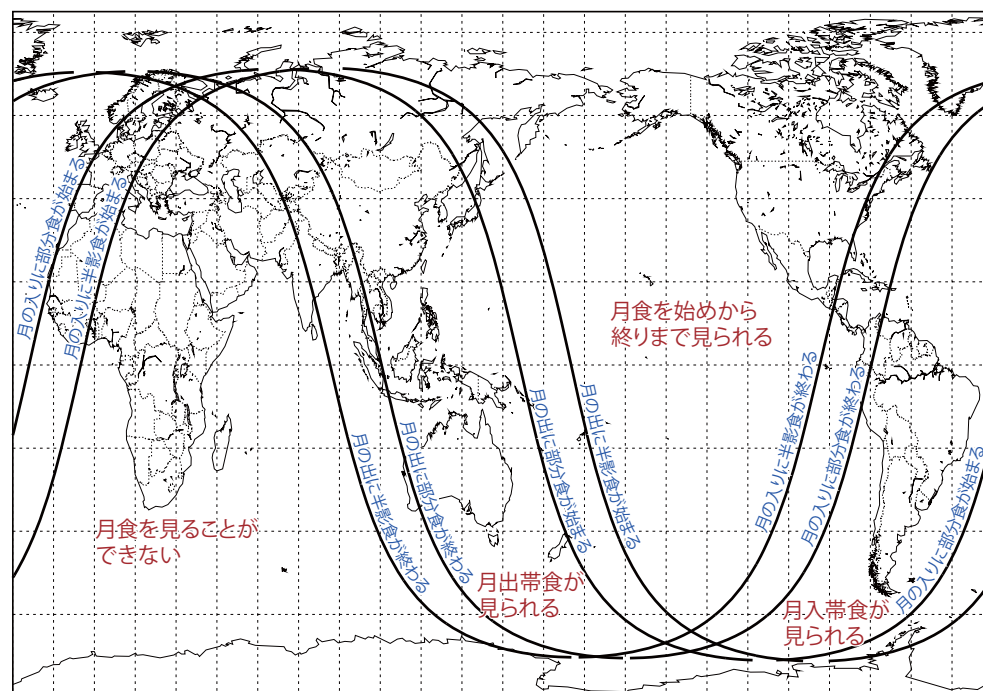 月の入りに部分食が始まる
月の入りに半影食が始まる
月食を始めから
終りまで見られる
月の出に半影食が終わる
月の出に部分食が終わる
月の出に部分食が始まる
月の出に半影食が始まる
月の入りに半影食が終わる
月の入りに部分食が終わる
月の入りに部分食が始まる
月食を見ることが
できない
月出帯食が
見られる
月入帯食が
見られる